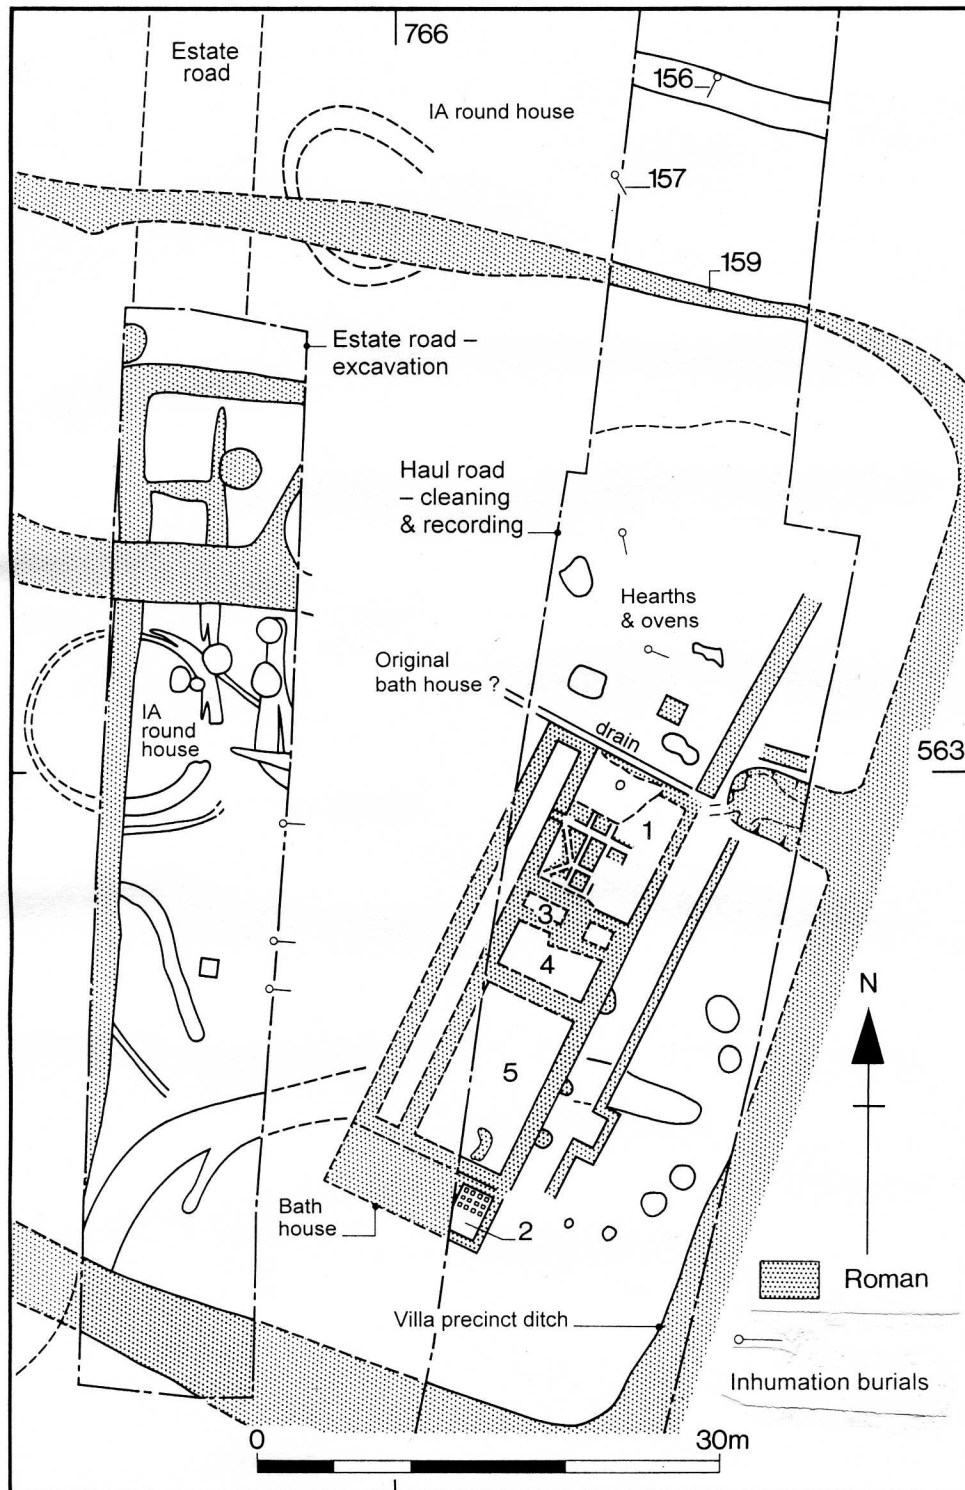 766
Estate
road
IA round house
156
157
159
Estate road –
excavation
Haul road
– cleaning
& recording
Hearths
& ovens
Original
bath house ?
drain
IA
round
house
563
1
3
4
5
N
Bath
house
2
Roman
Villa precinct ditch
Inhumation burials
0
30m